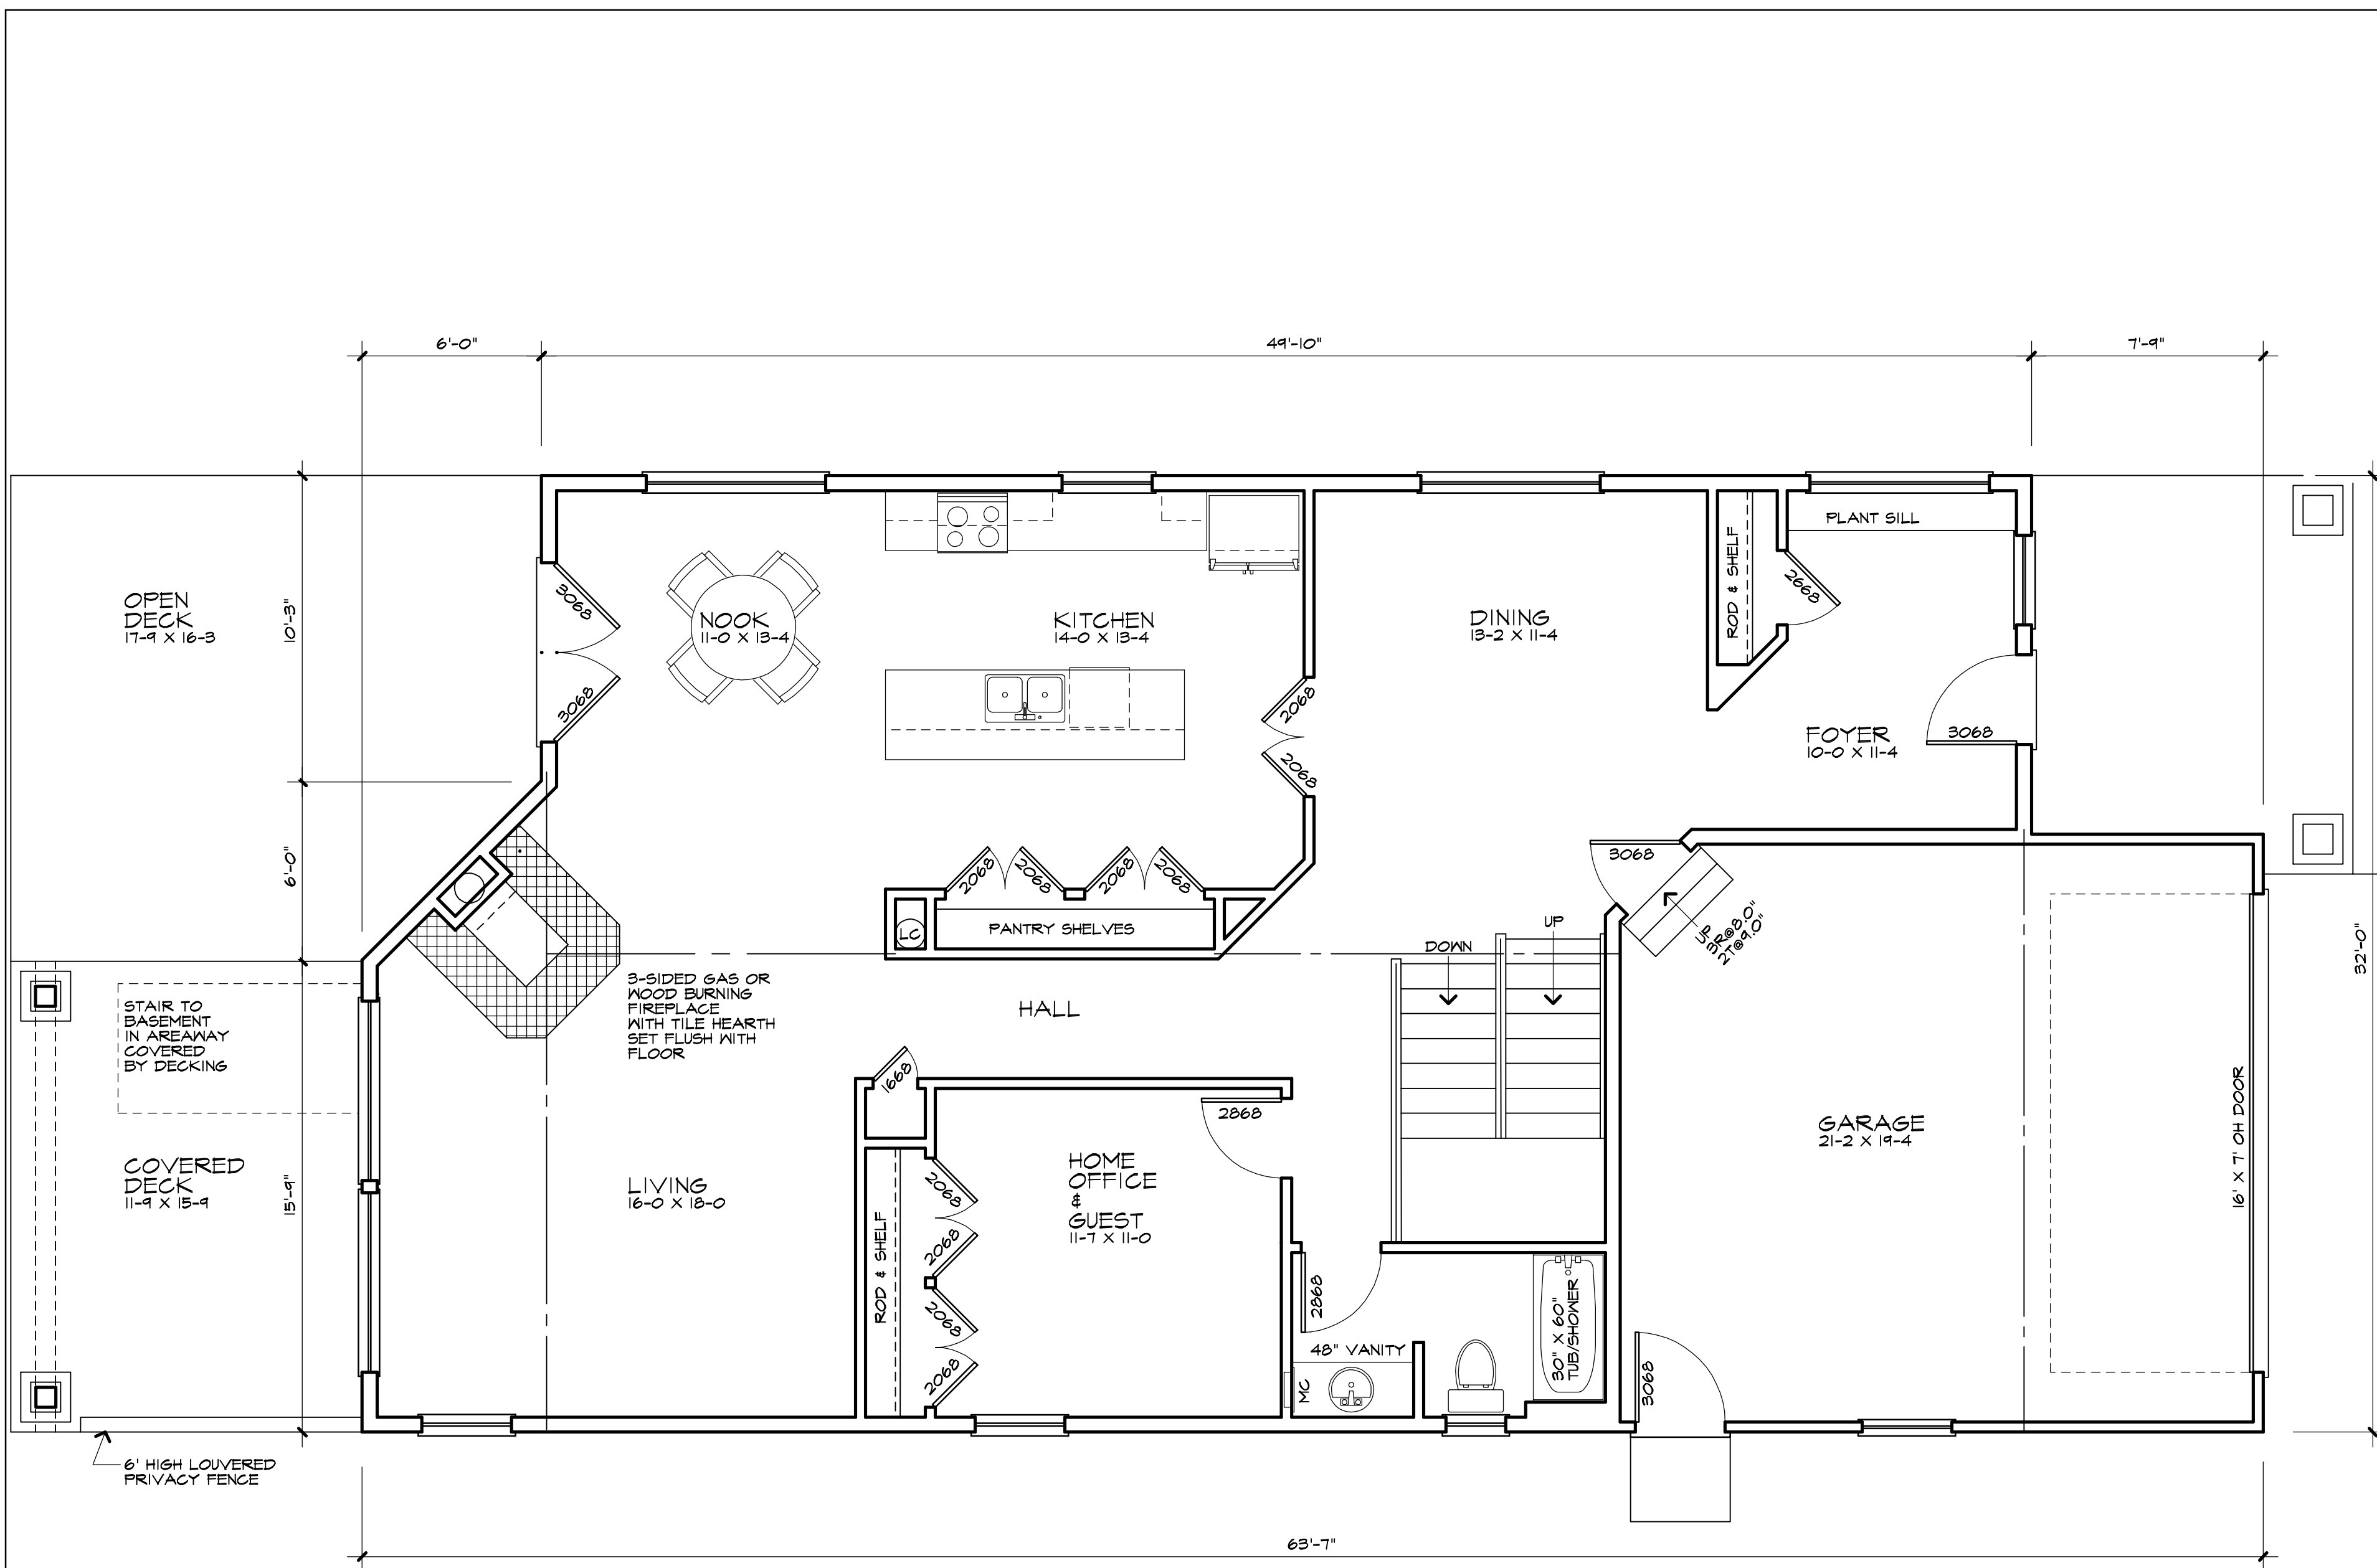 6'-0"
49'-10"
7'-9"
OPEN
DECK
17-9 X 16-3
10'-3"
3068
3068
NOOK
11-0 X 13-4
KITCHEN
14-0 X 13-4
2068
2068
DINING
13-2 X 11-4
ROD & SHELF
PLANT SILL
2668
FOYER
10-0 X 11-4
3068
6'-0"
2068
2068
2068
2068
LC
PANTRY SHELVES
3068
UP
3 R@8.0"
2T@9.0"
32'-0"
DOWN
UP
3-SIDED GAS OR
WOOD BURNING
FIREPLACE
WITH TILE HEARTH
SET FLUSH WITH
FLOOR
HALL
STAIR TO
BASEMENT
IN AREAWAY
COVERED
BY DECKING
1668
2868
COVERED
DECK
11-9 X 15-9
15'-9"
LIVING
16-0 X 18-0
ROD & SHELF
2068
2068
2068
2068
HOME
OFFICE
&
GUEST
11-7 X 11-0
GARAGE
21-2 X 19-4
16' X 7' OH DOOR
2868
48" VANITY
MC
30" X 60"
TUB/SHOWER
3068
6' HIGH LOUVERED
PRIVACY FENCE
63'-7"